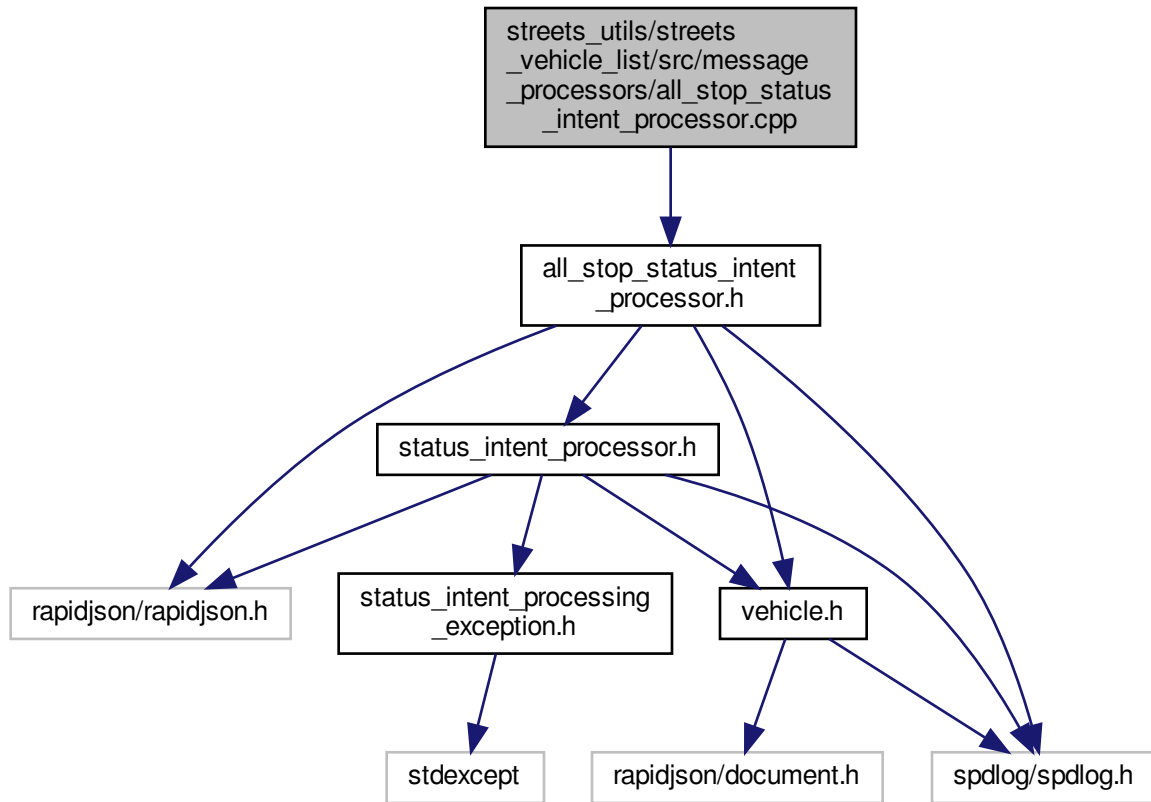 streets_utils/streets
_vehicle_list/src/message
_processors/all_stop_status
_intent_processor.cpp
all_stop_status_intent
_processor.h
status_intent_processor.h
rapidjson/rapidjson.h
status_intent_processing
_exception.h
vehicle.h
stdexcept
rapidjson/document.h
spdlog/spdlog.h